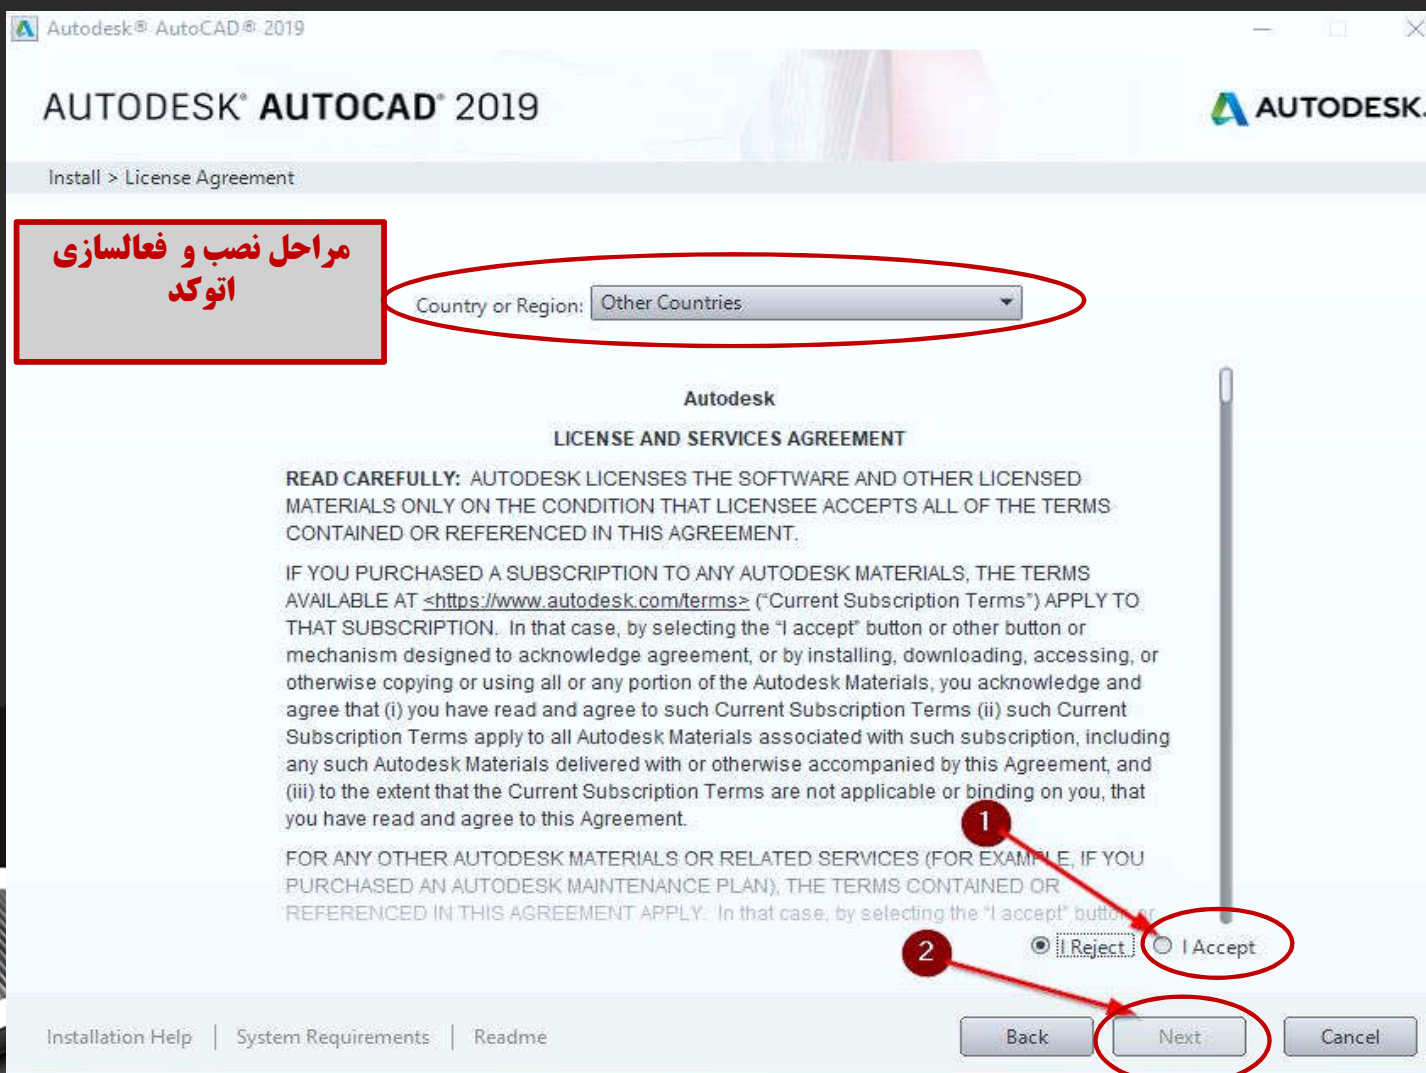 Autodesk® AutoCAD® 2019
AUTODESK® AUTOCAD® 2019
AUTODESK.
Install > License Agreement
مراحل نصب و فعالسازی
اتوکد
Country or Region: Other Countries
Autodesk
LICENSE AND SERVICES AGREEMENT
READ CAREFULLY: AUTODESK LICENSES THE SOFTWARE AND OTHER LICENSED
MATERIALS ONLY ON THE CONDITION THAT LICENSEE ACCEPTS ALL OF THE TERMS
CONTAINED OR REFERENCED IN THIS AGREEMENT.
IF YOU PURCHASED A SUBSCRIPTION TO ANY AUTODESK MATERIALS, THE TERMS
AVAILABLE AT <https://www.autodesk.com/terms> (“Current Subscription Terms”) APPLY TO
THAT SUBSCRIPTION. In that case, by selecting the “I accept” button or other button or
mechanism designed to acknowledge agreement, or by installing, downloading, accessing, or
otherwise copying or using all or any portion of the Autodesk Materials, you acknowledge and
agree that (i) you have read and agree to such Current Subscription Terms (ii) such Current
Subscription Terms apply to all Autodesk Materials associated with such subscription, including
any such Autodesk Materials delivered with or otherwise accompanied by this Agreement, and
(iii) to the extent that the Current Subscription Terms are not applicable or binding on you, that
you have read and agree to this Agreement.
1
FOR ANY OTHER AUTODESK MATERIALS OR RELATED SERVICES (FOR EXAMPLE, IF YOU
PURCHASED AN AUTODESK MAINTENANCE PLAN), THE TERMS CONTAINED OR
REFERENCED IN THIS AGREEMENT APPLY. In that case, by selecting the “I accept” button or
2
I Reject I Accept
Installation Help | System Requirements | Readme
Back Next Cancel